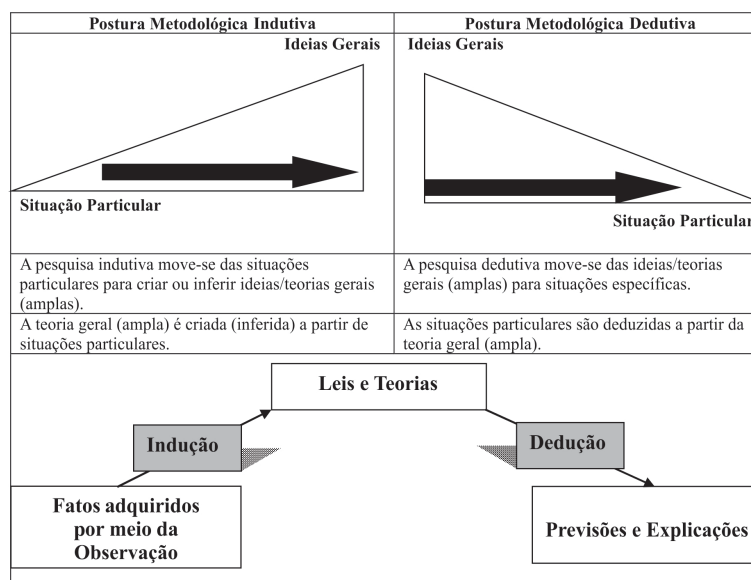 Postura Metodológica Indutiva
Postura Metodológica Dedutiva
Ideias Gerais
Situação Particular
Ideias Gerais
Situação Particular
A pesquisa indutiva move-se das situações
particulares para criar ou inferir ideias/teorias gerais
(amplas).
A pesquisa dedutiva move-se das ideias/teorias
gerais (amplas) para situações específicas.
A teoria geral (ampla) é criada (inferida) a partir de
situações particulares.
As situações particulares são deduzidas a partir da
teoria geral (ampla).
Leis e Teorias
Indução
Dedução
Fatos adquiridos
por meio da
Observação
Previsões e Explicações